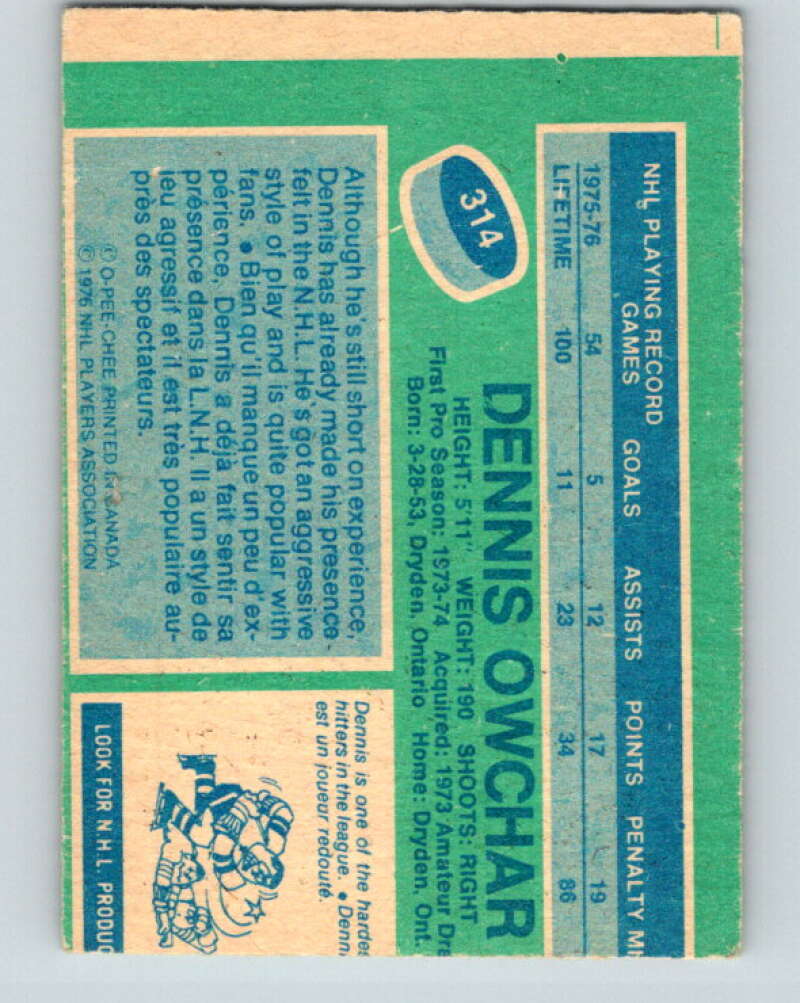 NHL PLAYING RECORD
GAMES GOALS ASSISTS POINTS PENALTY
1975-76 54 5 12 17 19
LIFETIME 100 11 23 34 86
314
DENNIS OWCHAR
HEIGHT: 5'11" WEIGHT: 190 SHOOTS: RIGHT
First Pro Season: 1973-74 Acquired: 1973 Amateur Dra
Born: 3-28-53, Dryden, Ontario Home: Dryden, Ont.
Although he's still short on experience,
Dennis has already made his presence
felt in the N.H.L. He's got an aggressive
style of play and is quite popular with
fans. • Bien qu'il manque un peu d'ex-
périence, Dennis a déja fait sentir sa
présence dans la L.N.H. Il a un style de
jeu agressif et il est très populaire au-
près des spectateurs.
© O-PEE-CHEE PRINTED IN CANADA
© 1976 NHL PLAYERS ASSOCIATION
Dennis is one of the hardes
hitters in the league. • Denni
est un joueur redouté.
LOOK FOR N.H.L. PRODUC